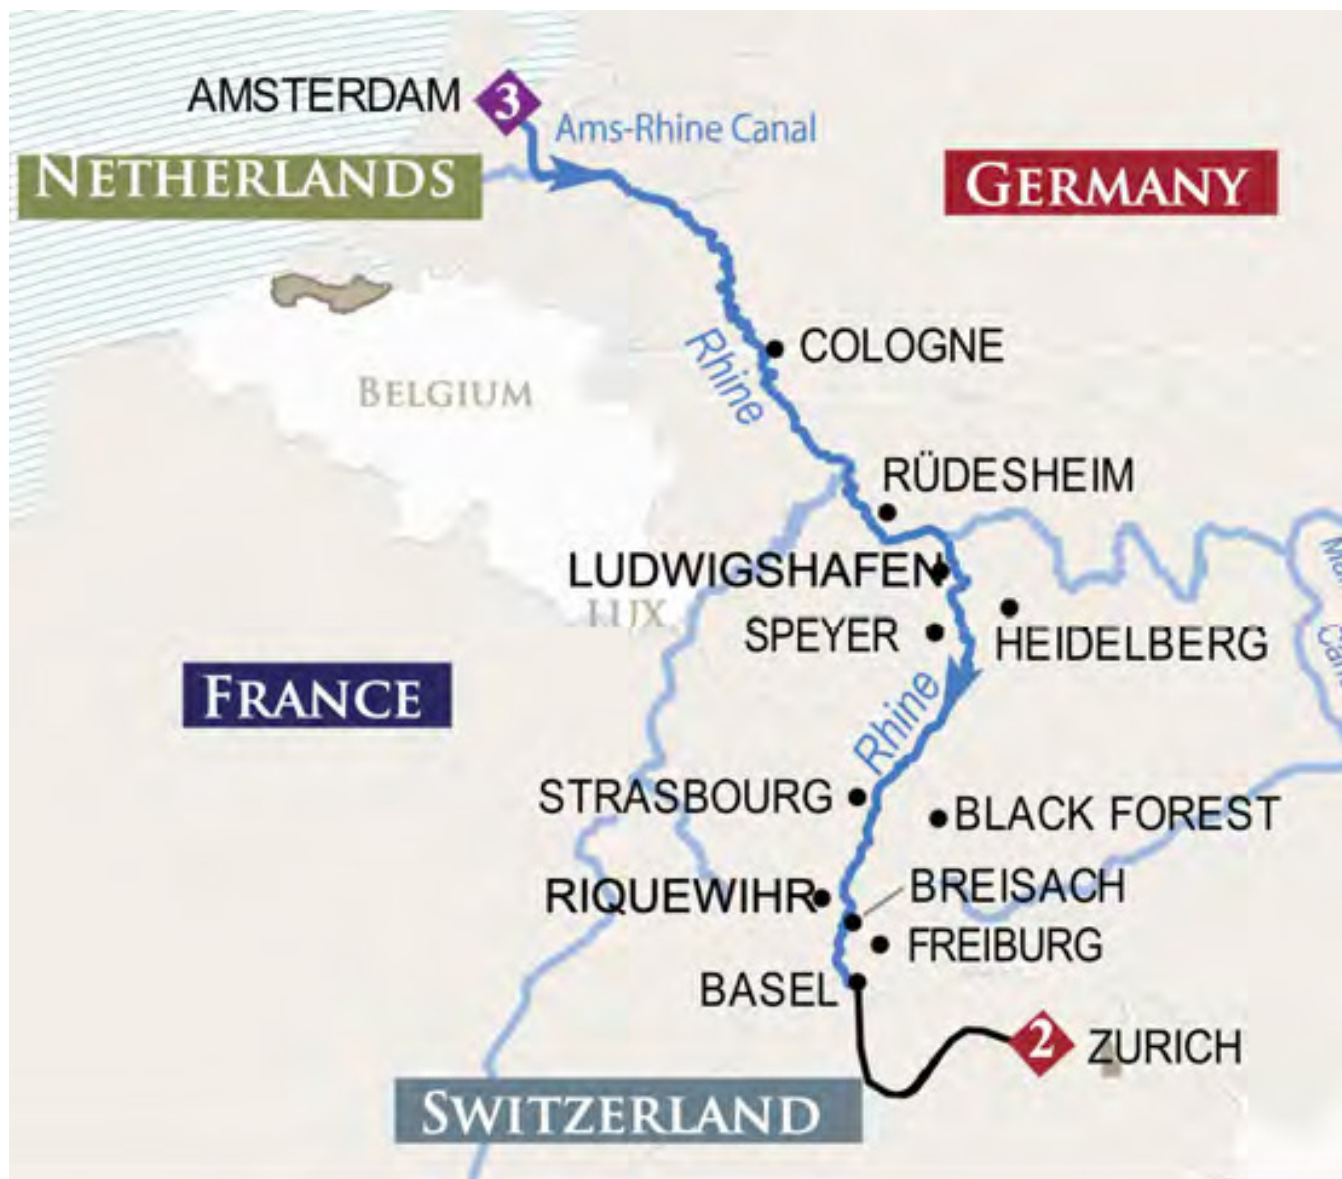 AMSTERDAM
3
Ams-Rhine Canal
NETHERLANDS
GERMANY
COLOGNE
Rhine
BELGIUM
RÜDESHEIM
LUDWIGSHAFEN
LUX
SPEYER
HEIDELBERG
FRANCE
Rhine
STRASBOURG
BLACK FOREST
RIQUEWIHR
BREISACH
FREIBURG
BASEL
2
ZURICH
SWITZERLAND